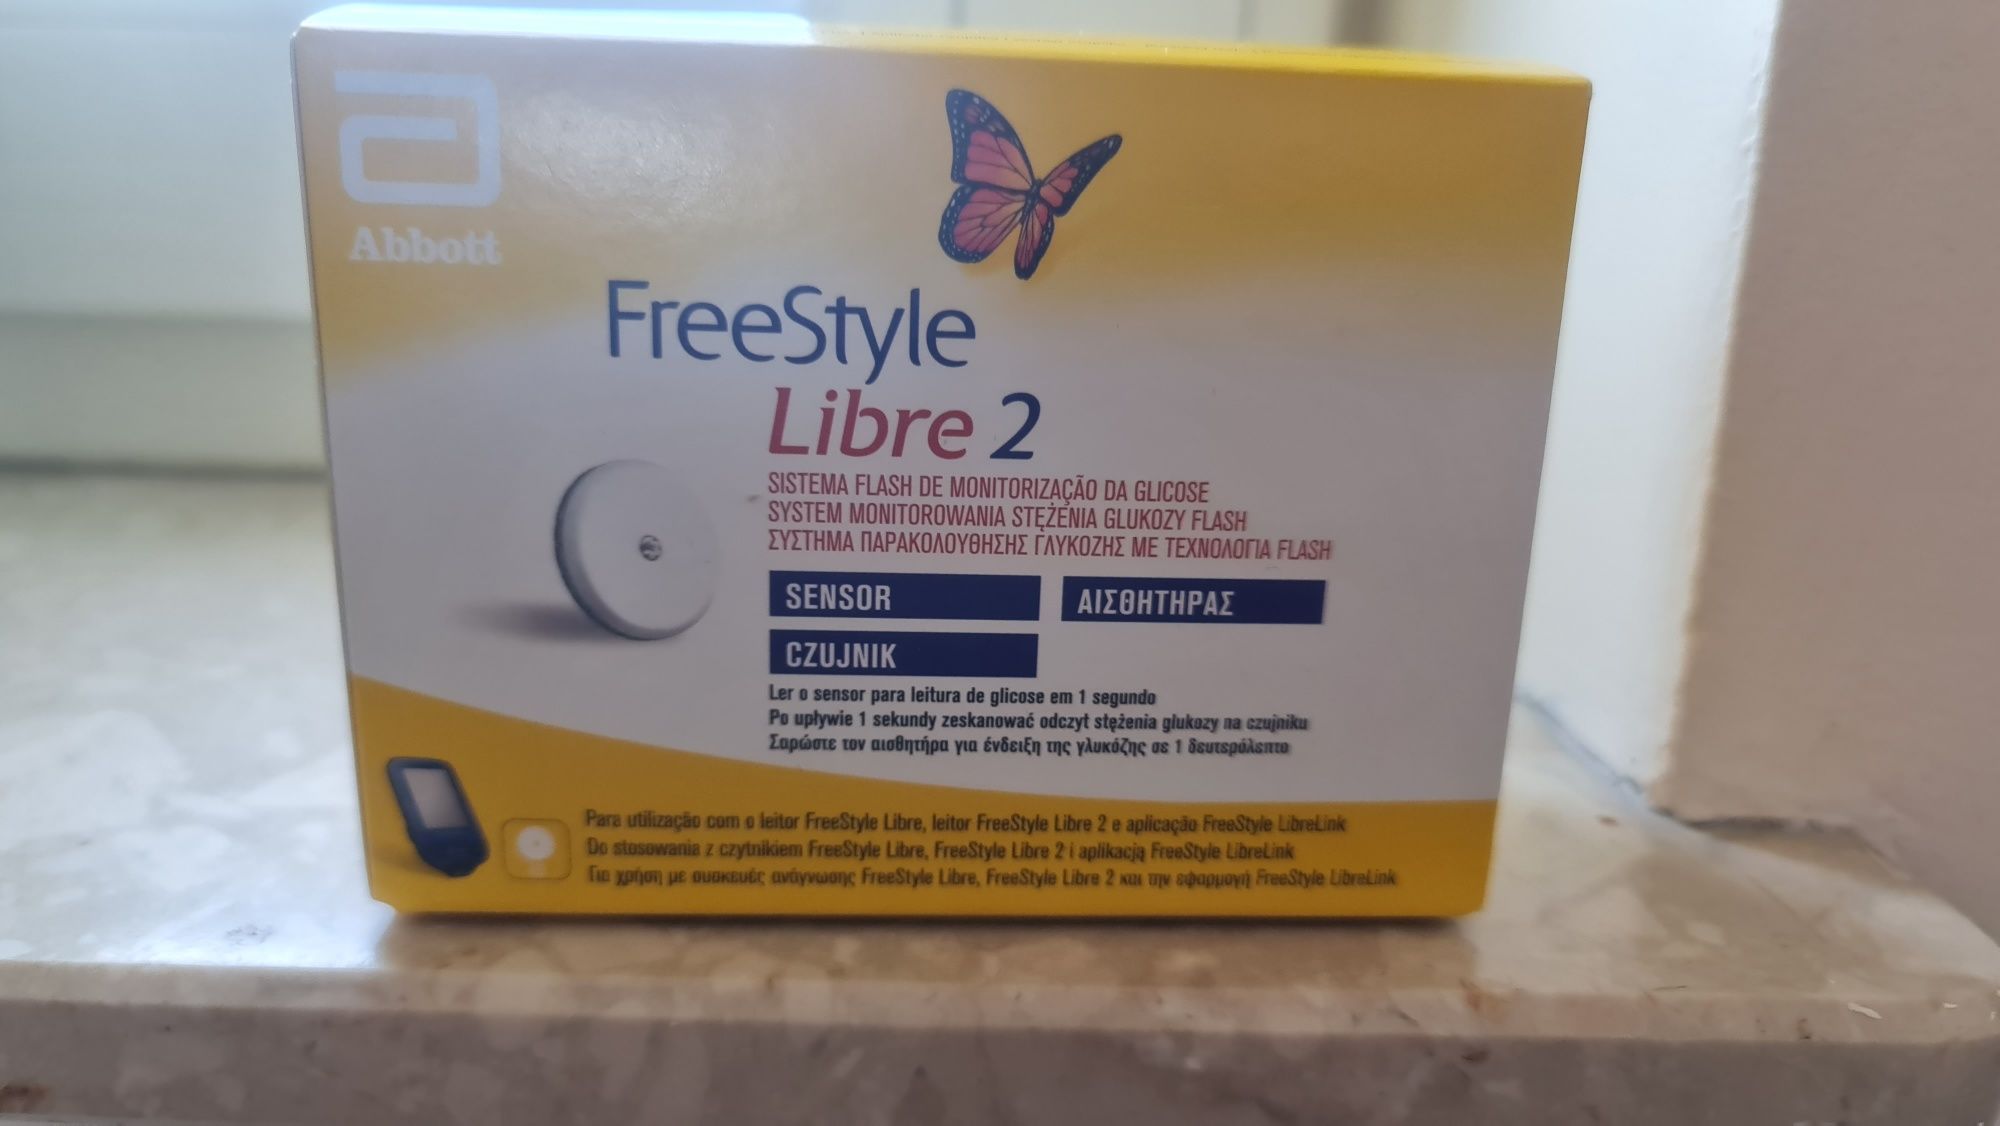 Abbott
FreeStyle
Libre 2
SISTEMA FLASH DE MONITORIZAÇÃO DA GLICOSE
SYSTEM MONITOROWANIA STĘŻENIA GLUKOZY FLASH
ΣΥΣΤΗΜΑ ΠΑΡΑΚΟΛΟΥΘΗΣΗΣ ΓΛΥΚΟΖΗΣ ΜΕ ΤΕΧΝΟΛΟΓΙΑ FLASH
SENSOR
ΑΙΣΘΗΤΗΡΑΣ
CZUJNIK
Ler o sensor para leitura de glicose em 1 segundo
Po upływie 1 sekundy zeskanować odczyt stężenia glukozy na czujniku
Σαρώστε τον αισθητήρα για ένδειξη της γλυκόζης σε 1 δευτερόλεπτο
Para utilização com o leitor FreeStyle Libre, leitor FreeStyle Libre 2 e aplicação FreeStyle LibreLink
Do stosowania z czytnikiem FreeStyle Libre, FreeStyle Libre 2 i aplikacją FreeStyle LibreLink
Για χρήση με συσκευές ανάγνωσης FreeStyle Libre, FreeStyle Libre 2 και την εφαρμογή FreeStyle LibreLink